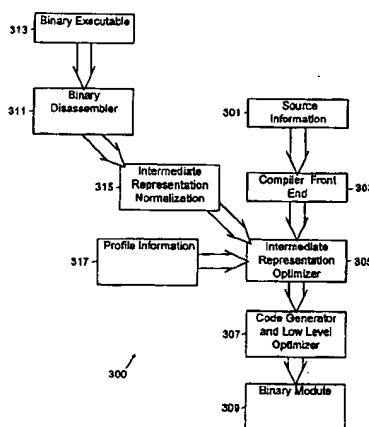 Binary Executable
313
Binary
Disassembler
311
Source
Information
301
Intermediate
Representation
Normalization
315
Compiler Front
End
303
Profile Information
317
Intermediate
Representation
Optimizer
305
Code Generator
and Low Level
Optimizer
307
300
Binary Module
309